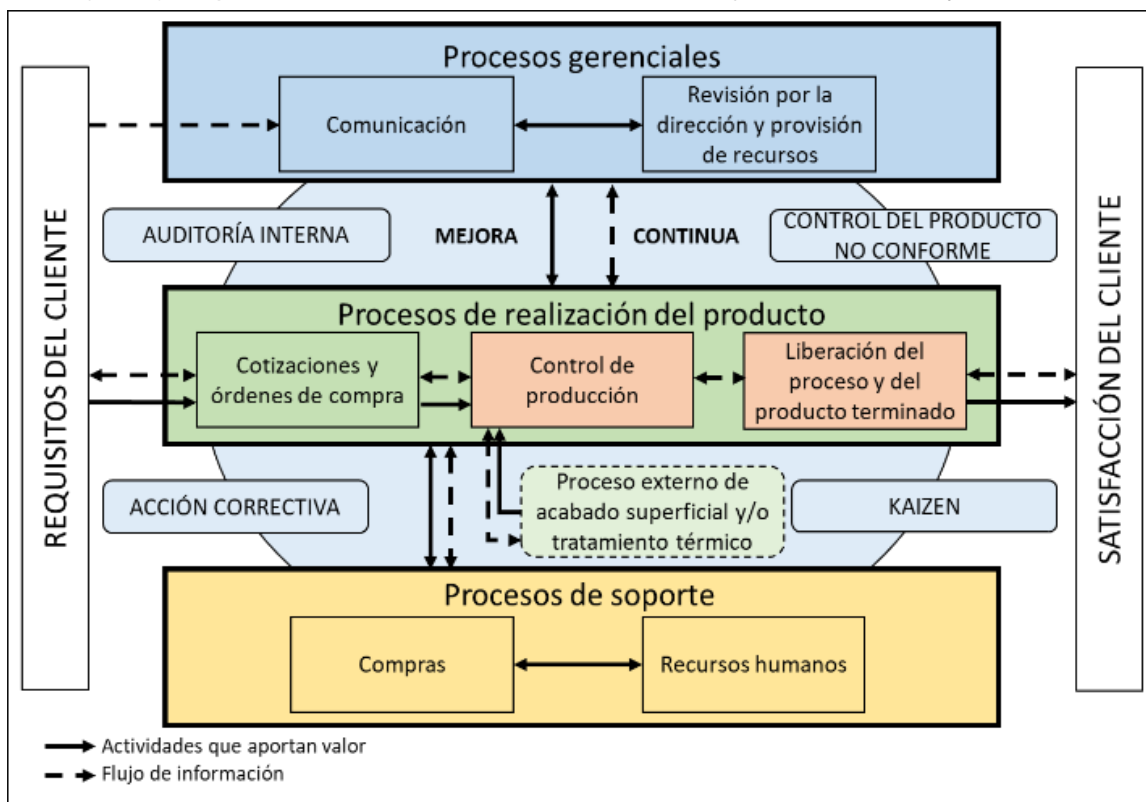 Procesos gerenciales
Comunicación
Revisión por la
dirección y provisión
de recursos
REQUISITOS DEL CLIENTE
SATISFACCIÓN DEL CLIENTE
AUDITORÍA INTERNA
MEJORA
CONTINUA
CONTROL DEL PRODUCTO
NO CONFORME
Procesos de realización del producto
Cotizaciones y
órdenes de compra
Control de
producción
Liberación del
proceso y del
producto terminado
ACCIÓN CORRECTIVA
Proceso externo de
acabado superficial y/o
tratamiento térmico
KAIZEN
Procesos de soporte
Compras
Recursos humanos
Actividades que aportan valor
Flujo de información